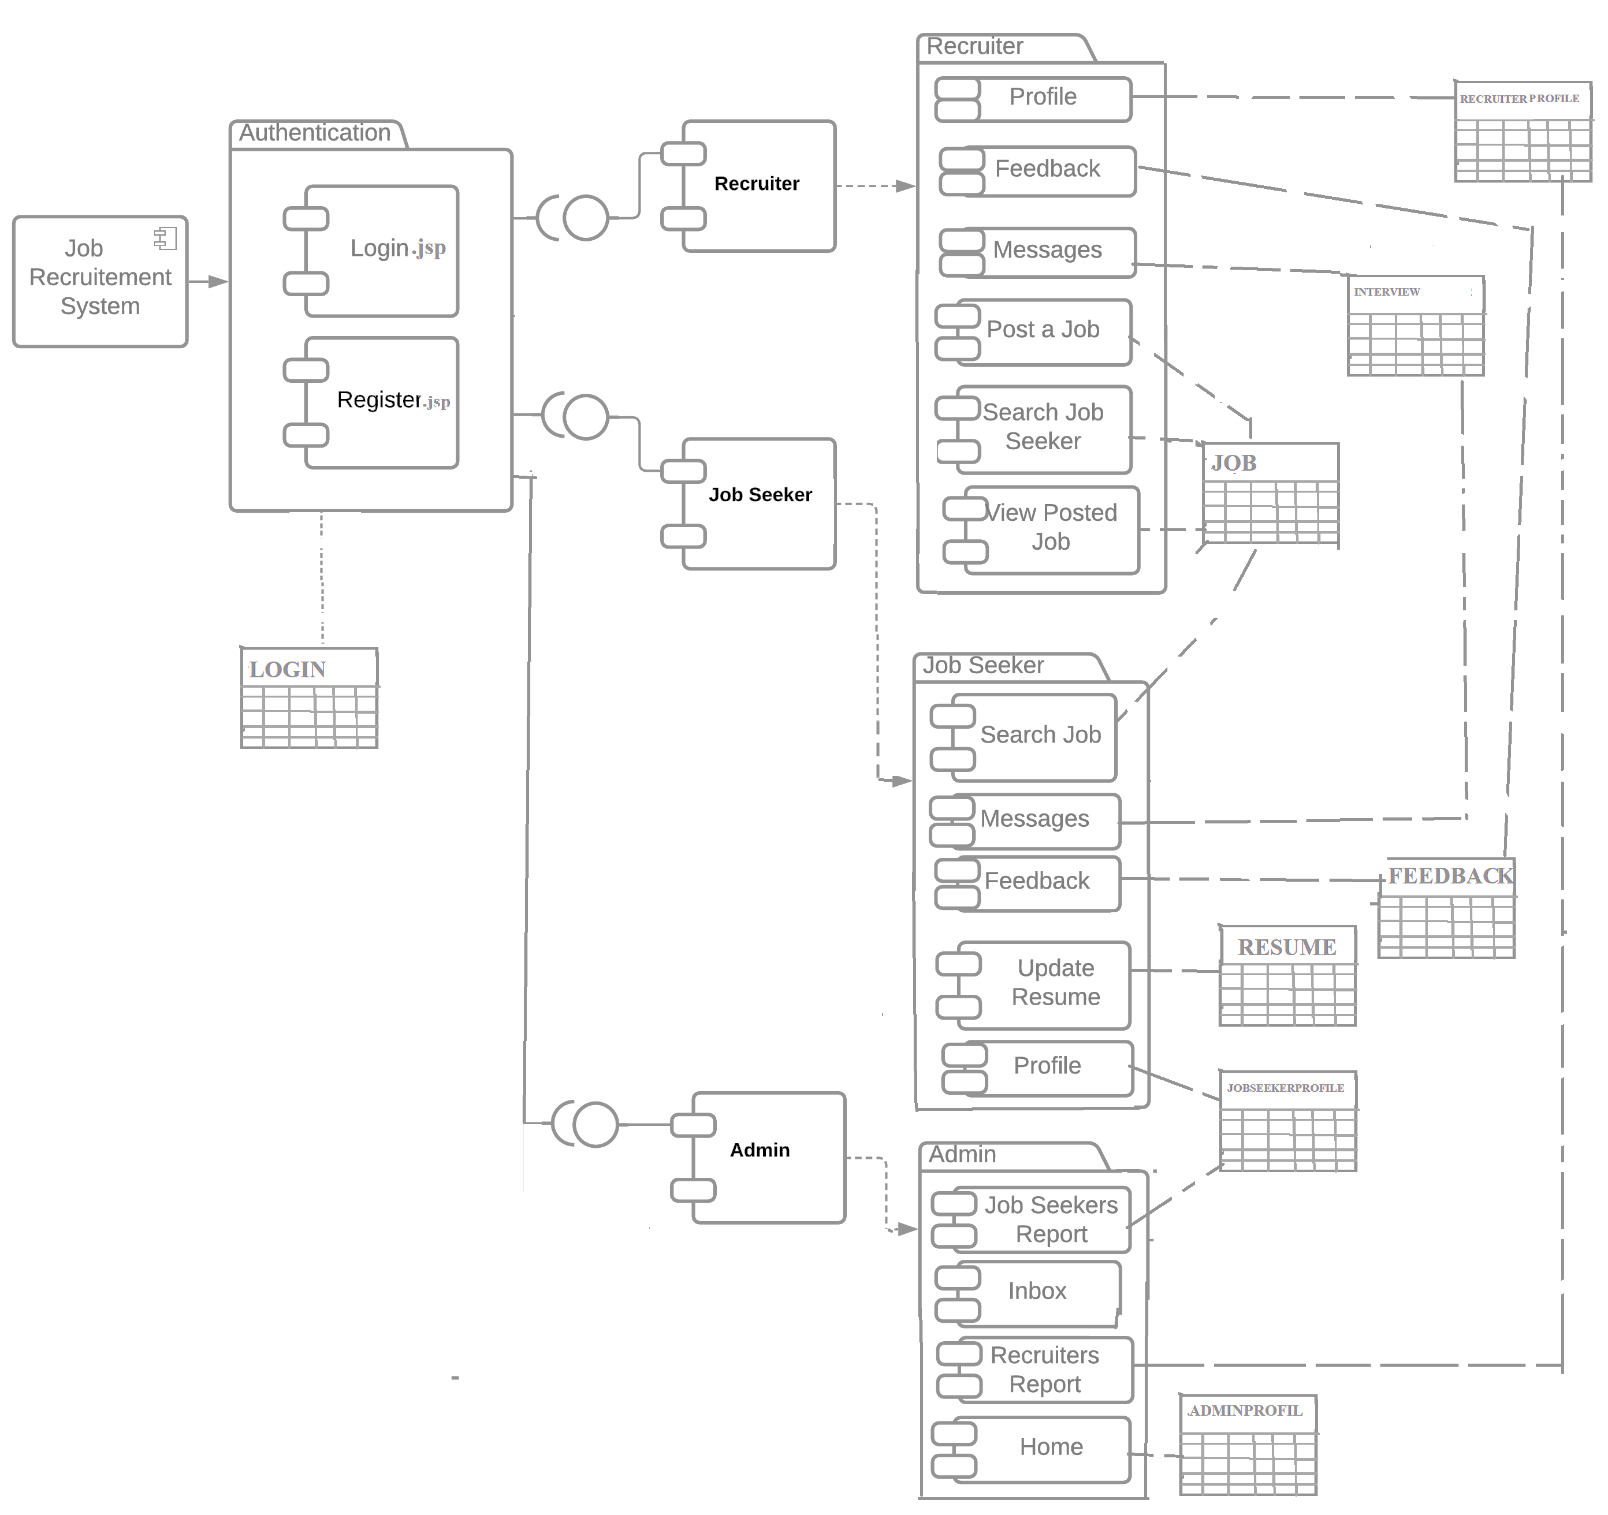 Recruiter
Profile
RECRUITER PROFILE
Authentication
Feedback
Recruiter
Login.jsp
Job
Recruitement
System
Messages
INTERVIEW
Post a Job
Register.jsp
Search Job
Seeker
JOB
Job Seeker
View Posted
Job
LOGIN
Job Seeker
Search Job
Messages
Feedback
FEEDBACK
RESUME
Update
Resume
Profile
JOBSEEKERPROFILE
Admin
Admin
Job Seekers
Report
Inbox
Recruiters
Report
ADMINPROFIL
Home